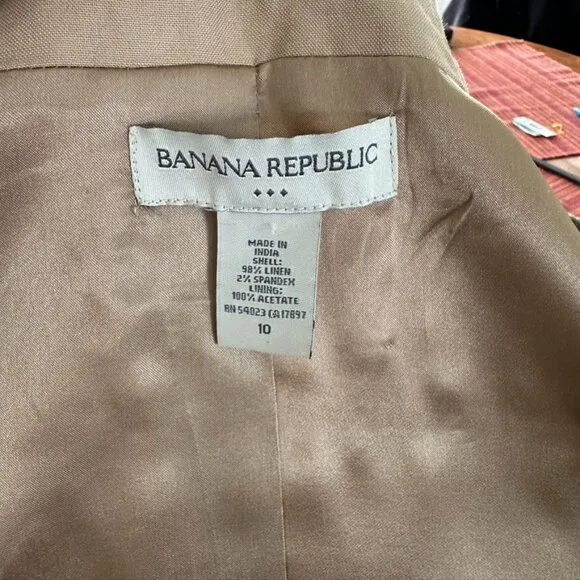 BANANA REPUBLIC
MADE IN
INDIA
SHELL:
98% LINEN
2% SPANDEX
LINING:
100% ACETATE
RN 54023 CA 17897
10